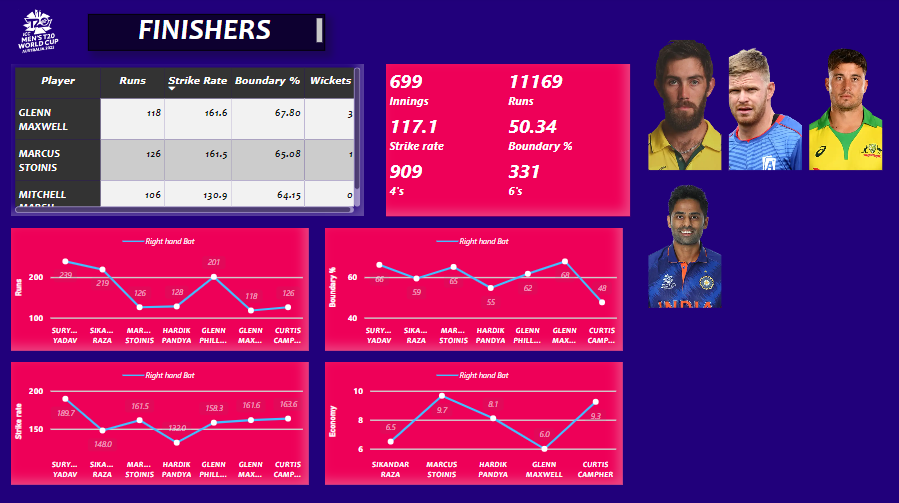 ICC
MEN'S T20
WORLD CUP
AUSTRALIA 2022
FINISHERS
Player Runs Strike Rate Boundary % Wickets
GLENN MAXWELL 118 161.6 67.80 3
MARCUS STOINIS 126 161.5 65.08 1
MITCHELL MARSH 106 130.9 64.15 0
699 11169
Innings Runs
117.1 50.34
Strike rate Boundary %
909 331
4's 6's
Right hand Bat
Runs
200
100
239 219 126 128 201 118 126
SURY... SIKA... MAR... HARDIK GLENN GLENN CURTIS
YADAV RAZA STOINIS PANDYA PHILL... MAX... CAMP...
Right hand Bat
Boundary %
60
40
66 59 65 55 62 68 48
SURY... SIKA... MAR... HARDIK GLENN GLENN CURTIS
YADAV RAZA STOINIS PANDYA PHILL... MAX... CAMP...
Right hand Bat
Strike rate
200
150
189.7 148.0 161.5 132.0 158.3 161.6 163.6
SURY... SIKA... MAR... HARDIK GLENN GLENN CURTIS
YADAV RAZA STOINIS PANDYA PHILL... MAX... CAMP...
Right hand Bat
Economy
10
8
6
6.5 9.7 8.1 6.0 9.3
SIKANDAR MARCUS HARDIK GLENN CURTIS
RAZA STOINIS PANDYA MAXWELL CAMPHER